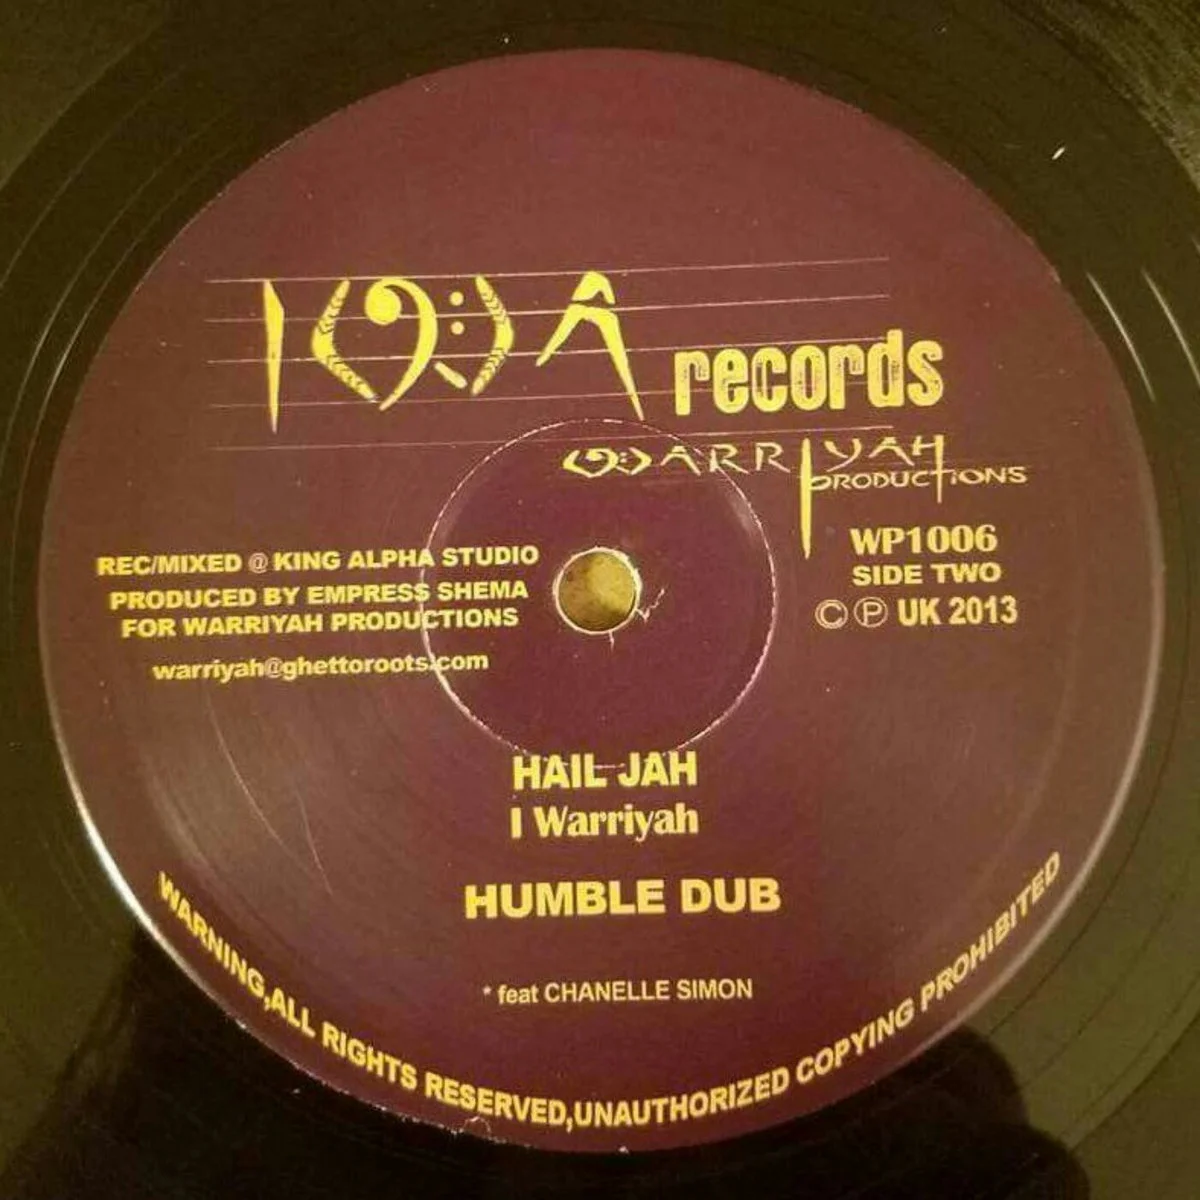 records
WARRIYAH
PRODUCTIONS
WP1006
SIDE TWO
© ℗ UK 2013
REC/MIXED @ KING ALPHA STUDIO
PRODUCED BY EMPRESS SHEMA
FOR WARRIYAH PRODUCTIONS
warriyah@ghettoroots.com
HAIL JAH
I Warriyah
HUMBLE DUB
* feat CHANELLE SIMON
WARNING,ALL RIGHTS RESERVED,UNAUTHORIZED COPYING PROHIBITED